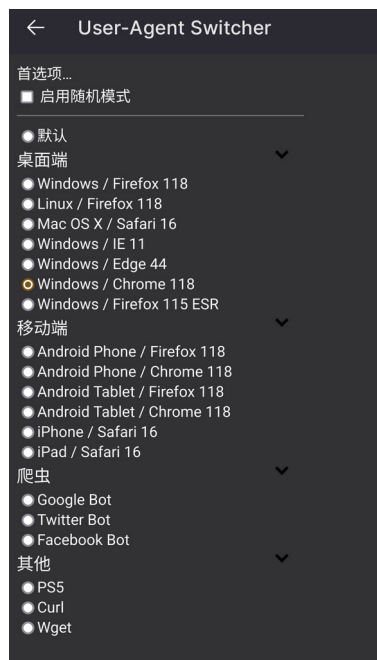 User-Agent Switcher
首选项...
启用随机模式
默认
桌面端
Windows / Firefox 118
Linux / Firefox 118
Mac OS X / Safari 16
Windows / IE 11
Windows / Edge 44
Windows / Chrome 118
Windows / Firefox 115 ESR
移动端
Android Phone / Firefox 118
Android Phone / Chrome 118
Android Tablet / Firefox 118
Android Tablet / Chrome 118
iPhone / Safari 16
iPad / Safari 16
爬虫
Google Bot
Twitter Bot
Facebook Bot
其他
PS5
Curl
Wget